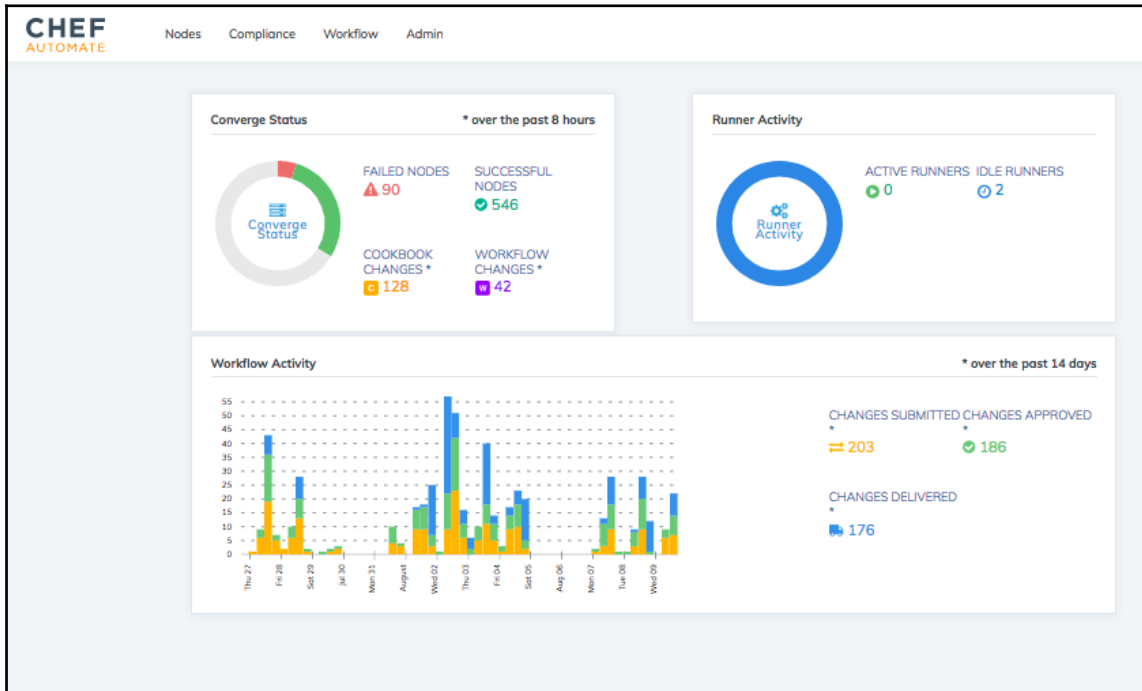 CHEF
AUTOMATE
Nodes Compliance Workflow Admin
Converge Status * over the past 8 hours
Converge
Status
FAILED NODES
90
SUCCESSFUL
NODES
546
COOKBOOK
CHANGES *
C 128
WORKFLOW
CHANGES *
W 42
Runner Activity
Runner
Activity
ACTIVE RUNNERS IDLE RUNNERS
0 2
Workflow Activity * over the past 14 days
55
50
45
40
35
30
25
20
15
10
5
0
Thu 27
Fri 28
Sat 29
Jul 30
Mon 31
August
Wed 02
Thu 03
Fri 04
Sat 05
Aug 06
Mon 07
Tue 08
Wed 09
CHANGES SUBMITTED CHANGES APPROVED
* *
203 186
CHANGES DELIVERED
*
176